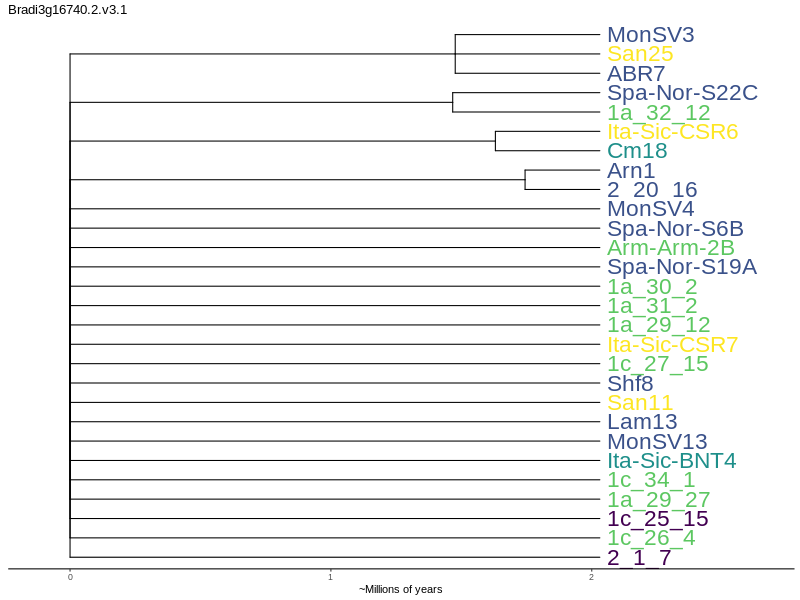 Bradi3g16740.2.v3.1
MonSV3
San25
ABR7
Spa-Nor-S22C
1a_32_12
Ita-Sic-CSR6
Cm18
Arn1
2_20_16
MonSV4
Spa-Nor-S6B
Arm-Arm-2B
Spa-Nor-S19A
1a_30_2
1a_31_2
1a_29_12
Ita-Sic-CSR7
1c_27_15
Shf8
San11
Lam13
MonSV13
Ita-Sic-BNT4
1c_34_1
1a_29_27
1c_25_15
1c_26_4
2_1_7
0 1 2
~Millions of years